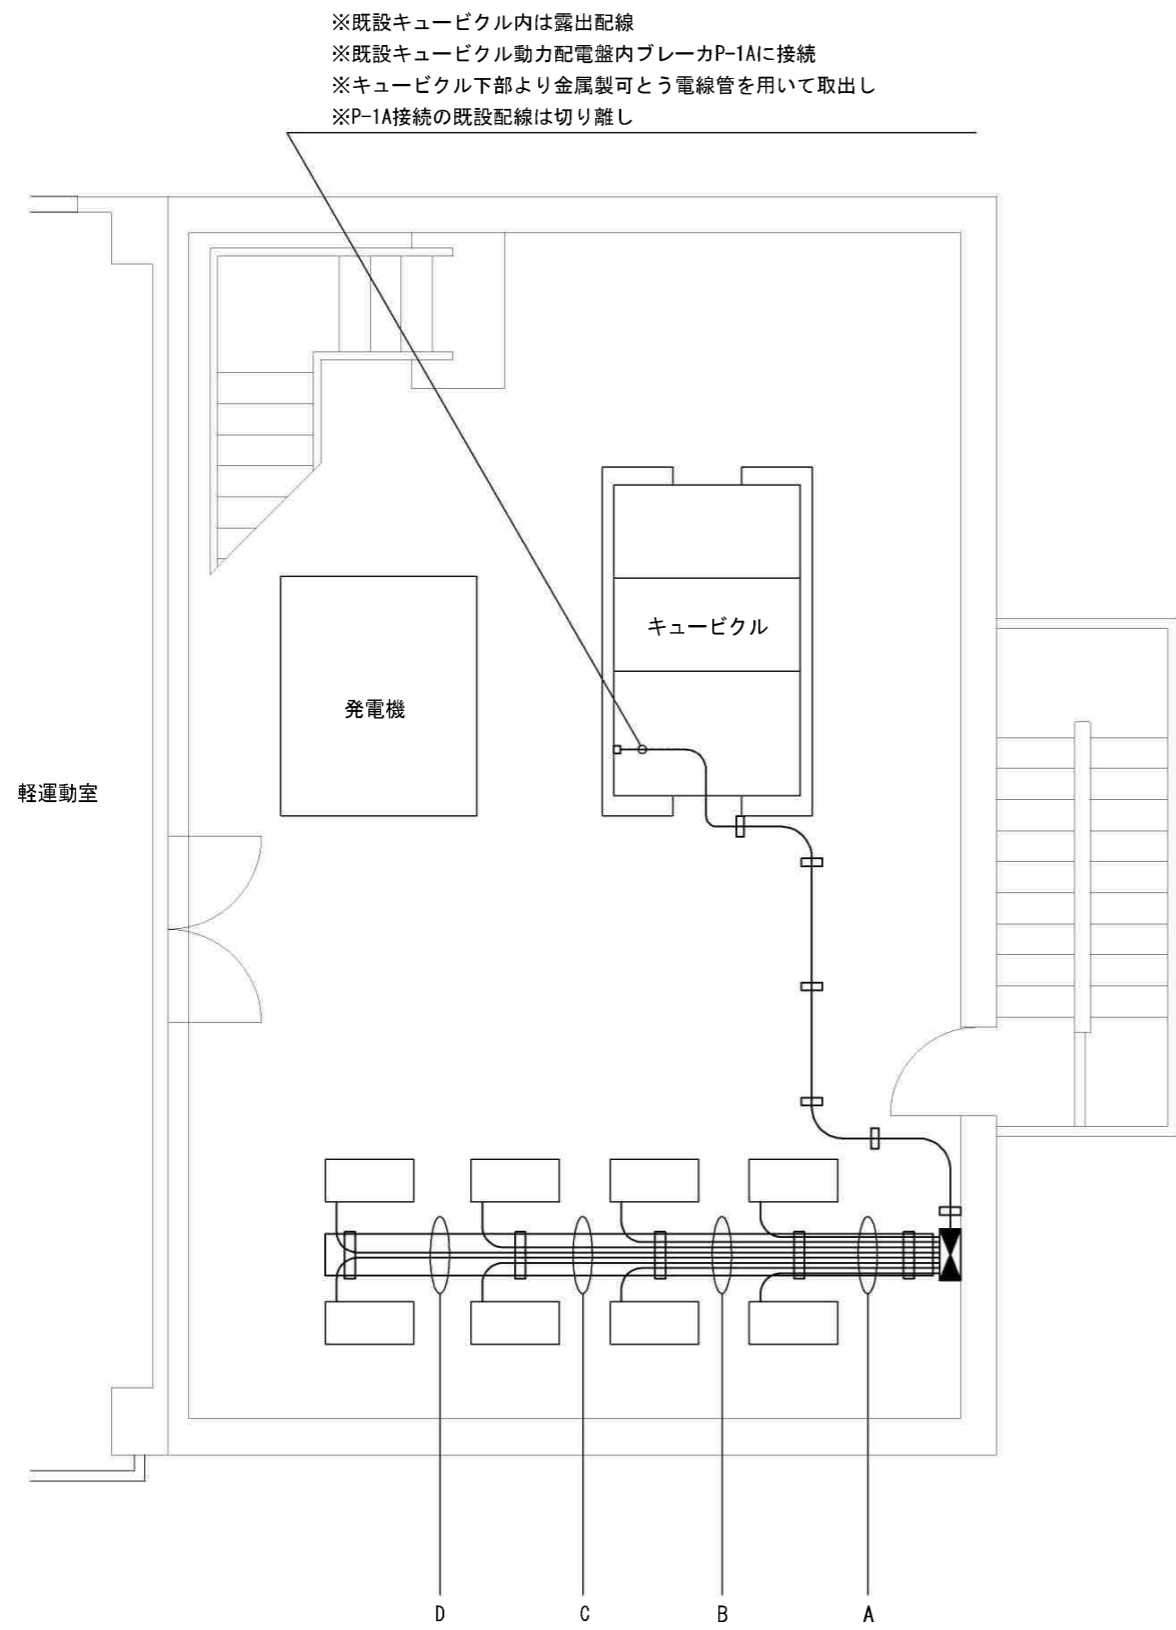 ※既設キュービクル内は露出配線
※既設キュービクル動力配電盤内ブレーカP-1Aに接続
※キュービクル下部より金属製可とう電線管を用いて取出し
※P-1A接続の既設配線は切り離し
キュービクル
発電機
軽運動室
D C B A